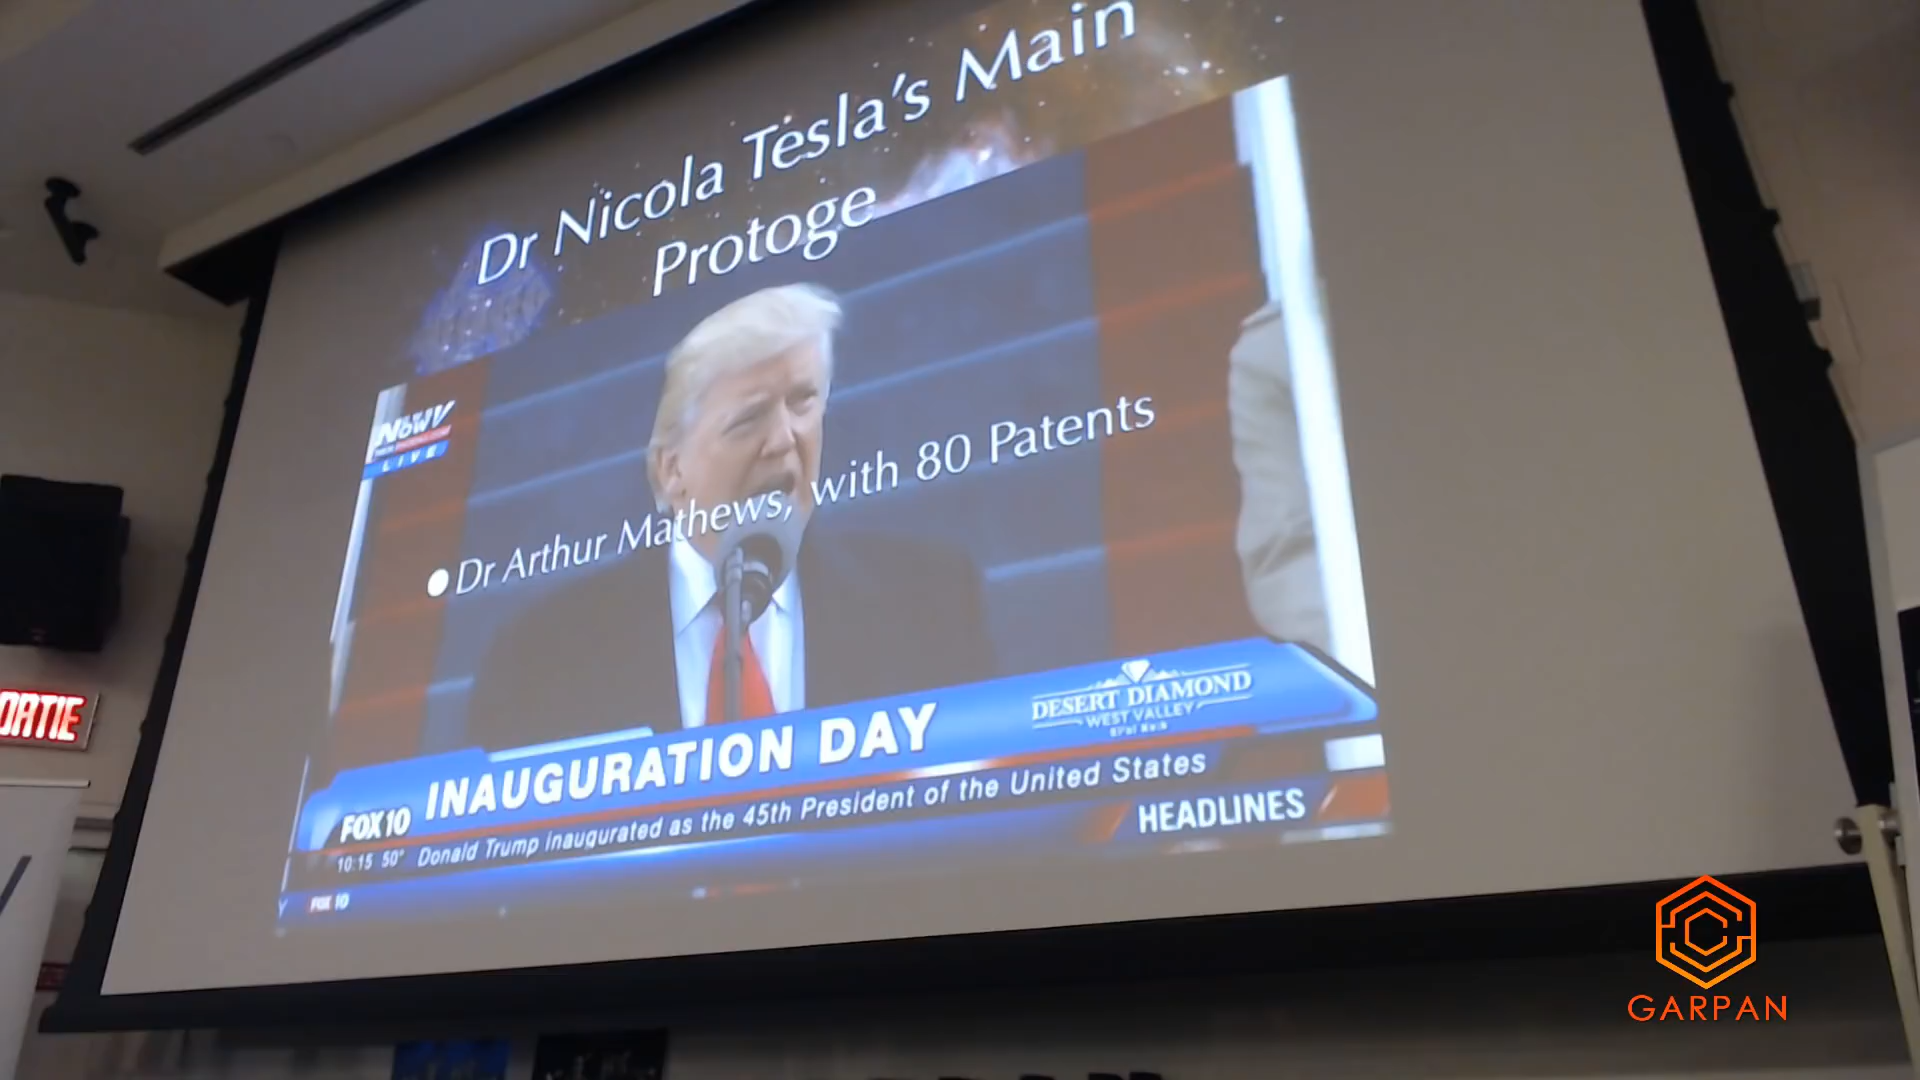 Dr Nicola Tesla's Main
Protoge
NOW
LIVE
Dr Arthur Mathews, with 80 Patents
DESERT DIAMOND
WEST VALLEY
INAUGURATION DAY
FOX 10
Donald Trump inaugurated as the 45th President of the United States
10:15 50°
HEADLINES
FOX 10
ORTIE
GARPAN